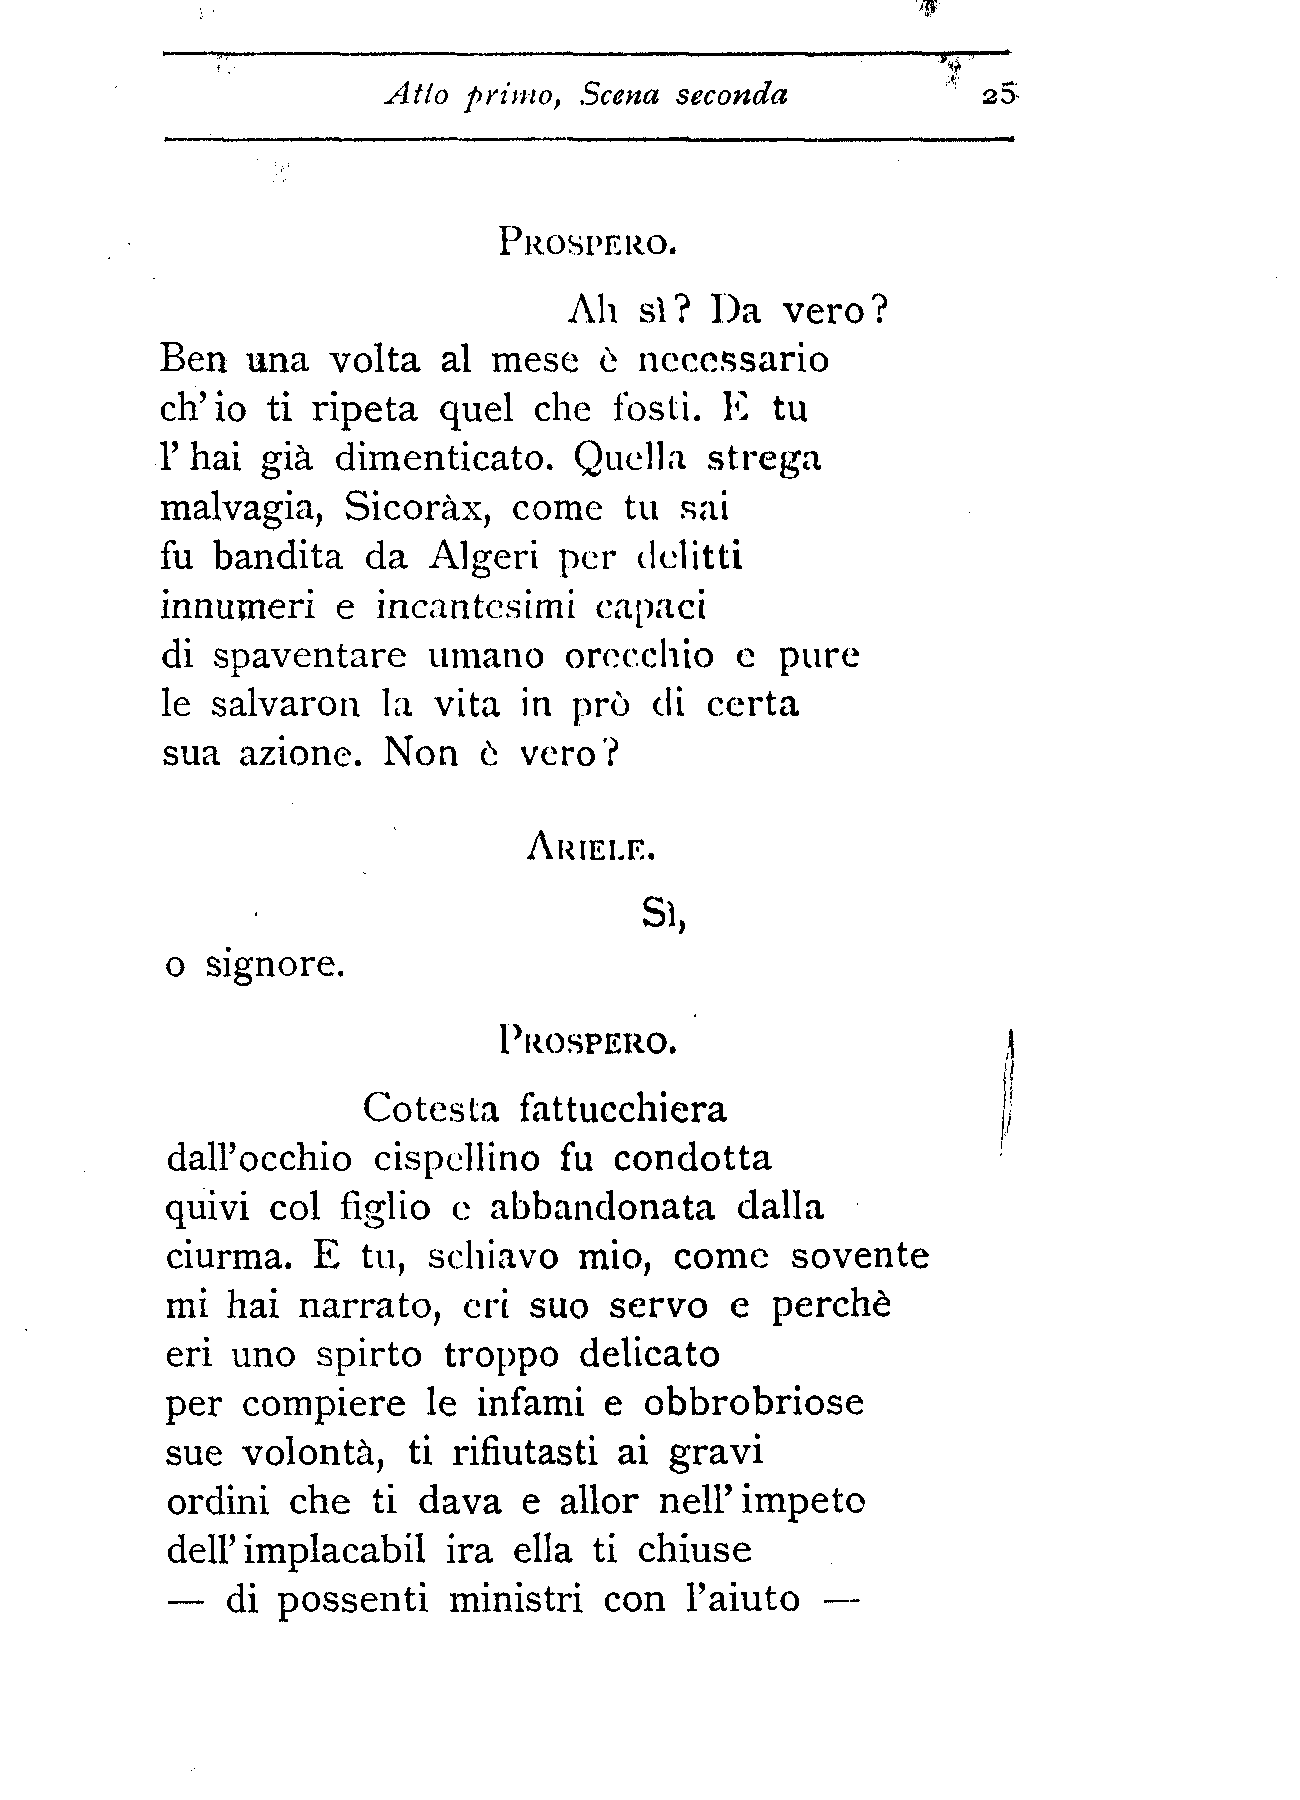 Atto primo, Scena seconda 25
PROSPERO.
Ah sì? Da vero?
Ben una volta al mese è necessario
ch'io ti ripeta quel che fosti. E tu
l'hai già dimenticato. Quella strega
malvagia, Sicoràx, come tu sai
fu bandita da Algeri per delitti
innumeri e incantesimi capaci
di spaventare umano orecchio e pure
le salvaron la vita in prò di certa
sua azione. Non è vero?
ARIELE.
Sì,
o signore.
PROSPERO.
Cotesta fattucchiera
dall'occhio cispellino fu condotta
quivi col figlio e abbandonata dalla
ciurma. E tu, schiavo mio, come sovente
mi hai narrato, eri suo servo e perchè
eri uno spirto troppo delicato
per compiere le infami e obbrobriose
sue volontà, ti rifiutasti ai gravi
ordini che ti dava e allor nell'impeto
dell'implacabil ira ella ti chiuse
— di possenti ministri con l'aiuto —